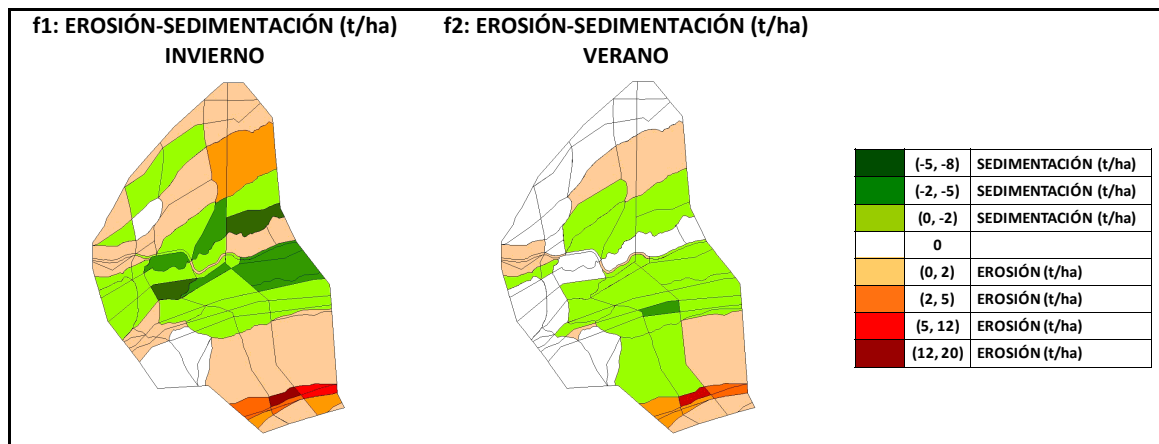 f1: EROSIÓN-SEDIMENTACIÓN (t/ha)
INVIERNO
f2: EROSIÓN-SEDIMENTACIÓN (t/ha)
VERANO
(-5, -8) SEDIMENTACIÓN (t/ha)
(-2, -5) SEDIMENTACIÓN (t/ha)
(0, -2) SEDIMENTACIÓN (t/ha)
0
(0, 2) EROSIÓN (t/ha)
(2, 5) EROSIÓN (t/ha)
(5, 12) EROSIÓN (t/ha)
(12, 20) EROSIÓN (t/ha)